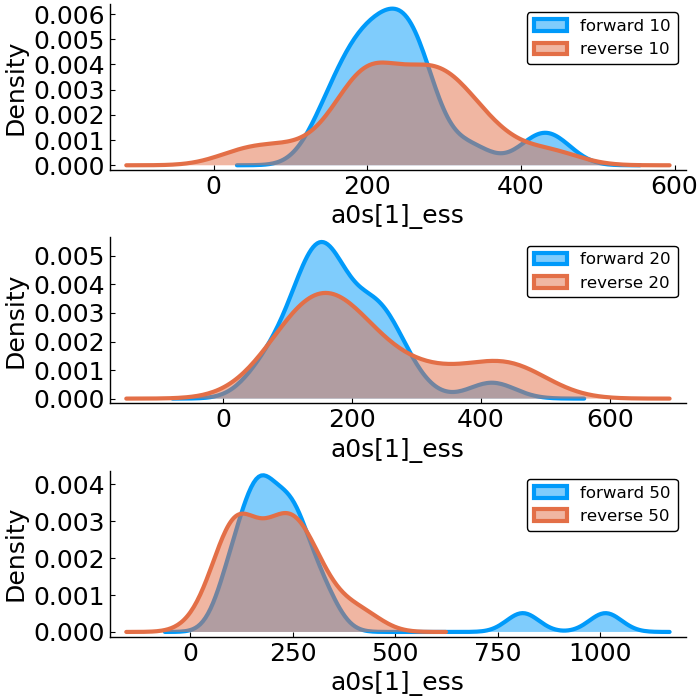 0.006
0.005
0.004
0.003
0.002
0.001
0.000
Density
forward 10
reverse 10
0 200 400 600
a0s[1]_ess
0.005
0.004
0.003
0.002
0.001
0.000
Density
forward 20
reverse 20
0 200 400 600
a0s[1]_ess
0.004
0.003
0.002
0.001
0.000
Density
forward 50
reverse 50
0 250 500 750 1000
a0s[1]_ess